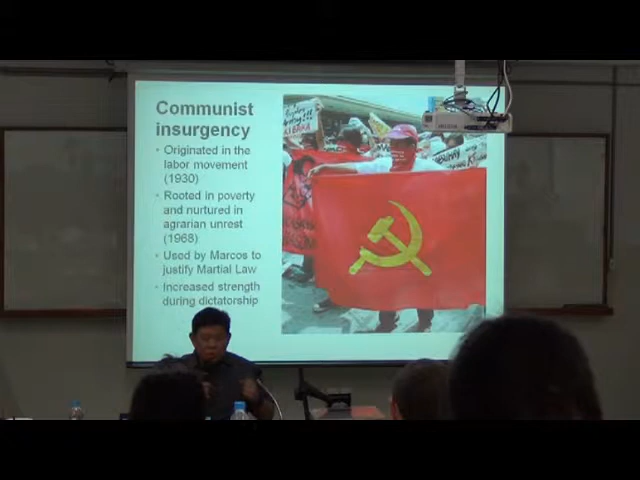 Communist
insurgency
• Originated in the
labor movement
(1930)
• Rooted in poverty
and nurtured in
agrarian unrest
(1968)
• Used by Marcos to
justify Martial Law
• Increased strength
during dictatorship